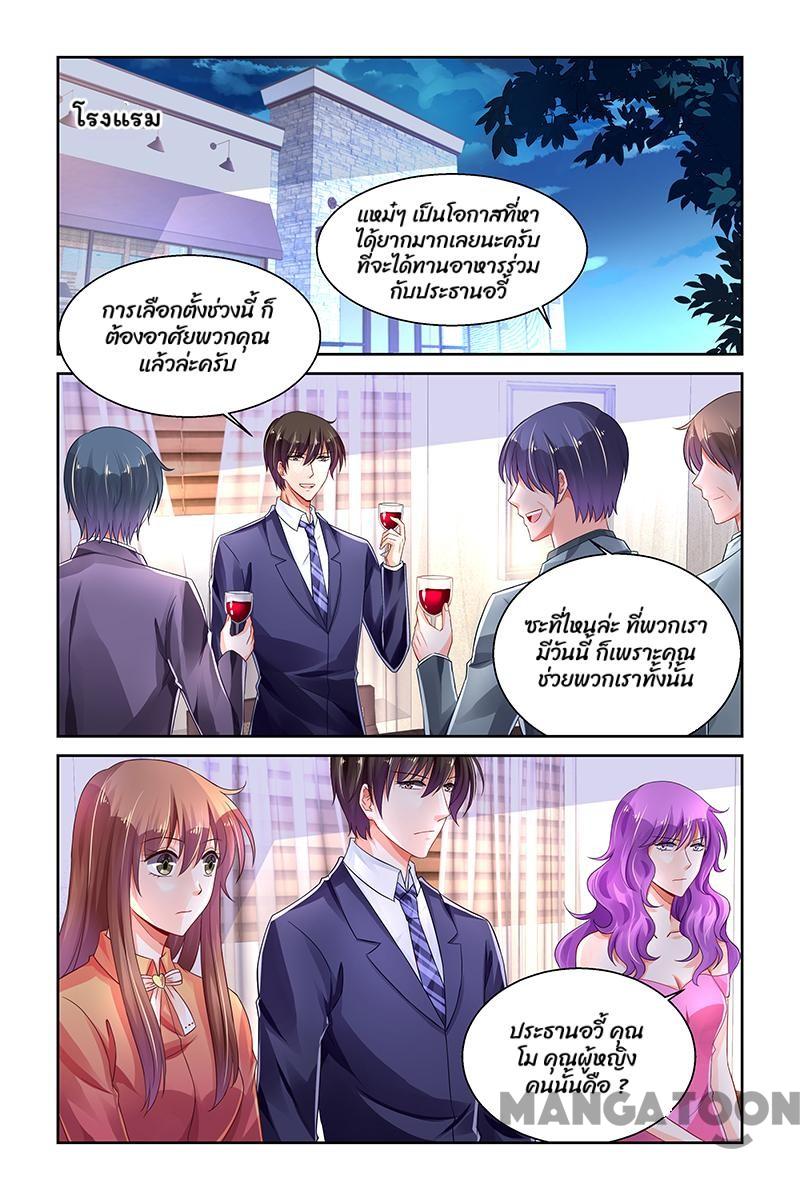 โรงแรม
แหม๋ๆ เป็นโอกาสที่หา
ได้ยากมากเลยนะครับ
ที่จะได้ทานอาหารร่วม
กับประธานอวี้
การเลือกตั้งช่วงนี้ ก็
ต้องอาศัยพวกคุณ
แล้วล่ะครับ
ซะที่ไหนล่ะ ที่พวกเรา
มีวันนี้ ก็เพราะคุณ
ช่วยพวกเราทั้งนั้น
ประธานอวี้ คุณ
โม คุณผู้หญิง
คนนั้นคือ ?
MANGATOON